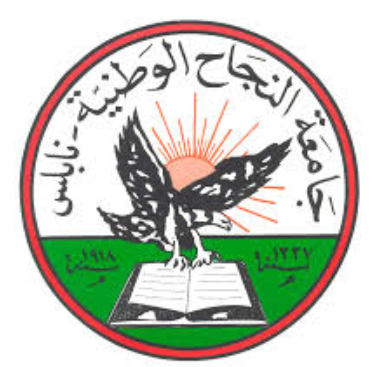 جامعة النجاح الوطنية - نابلس
سنة ١٣٣٧ هـ
سنة ١٩١٨ م